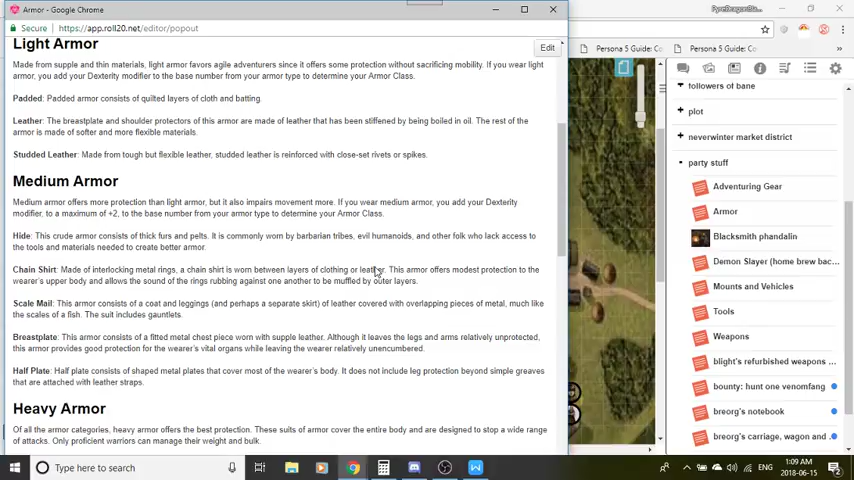 Armor - Google Chrome
Secure
https://app.roll20.net/editor/popout
Edit
Light Armor
Made from supple and thin materials, light armor favors agile adventurers since it offers some protection without sacrificing mobility. If you wear light
armor, you add your Dexterity modifier to the base number from your armor type to determine your Armor Class.
Padded: Padded armor consists of quilted layers of cloth and batting.
Leather: The breastplate and shoulder protectors of this armor are made of leather that has been stiffened by being boiled in oil. The rest of the
armor is made of softer and more flexible materials.
Studded Leather: Made from tough but flexible leather, studded leather is reinforced with close-set rivets or spikes.
Medium Armor
Medium armor offers more protection than light armor, but it also impairs movement more. If you wear medium armor, you add your Dexterity
modifier, to a maximum of +2, to the base number from your armor type to determine your Armor Class.
Hide: This crude armor consists of thick furs and pelts. It is commonly worn by barbarian tribes, evil humanoids, and other folk who lack access to
the tools and materials needed to create better armor.
Chain Shirt: Made of interlocking metal rings, a chain shirt is worn between layers of clothing or leather. This armor offers modest protection to the
wearer's upper body and allows the sound of the rings rubbing against one another to be muffled by outer layers.
Scale Mail: This armor consists of a coat and leggings (and perhaps a separate skirt) of leather covered with overlapping pieces of metal, much like
the scales of a fish. The suit includes gauntlets.
Breastplate: This armor consists of a fitted metal chest piece worn with supple leather. Although it leaves the legs and arms relatively unprotected,
this armor provides good protection for the wearer's vital organs while leaving the wearer relatively unencumbered.
Half Plate: Half plate consists of shaped metal plates that cover most of the wearer's body. It does not include leg protection beyond simple greaves
that are attached with leather straps.
Heavy Armor
Of all the armor categories, heavy armor offers the best protection. These suits of armor cover the entire body and are designed to stop a wide range
of attacks. Only proficient warriors can manage their weight and bulk.
Persona 5 Guide: Co
Persona 5 Guide: Co
followers of bane
plot
neverwinter market district
party stuff
Adventuring Gear
Armor
Blacksmith phandalin
Demon Slayer (home brew bac...
Mounts and Vehicles
Tools
Weapons
blight's refurbished weapons ...
bounty: hunt one venomfang
breorg's notebook
breorg's carriage, wagon and ...
Type here to search
ENG
1:09 AM
2018-06-15